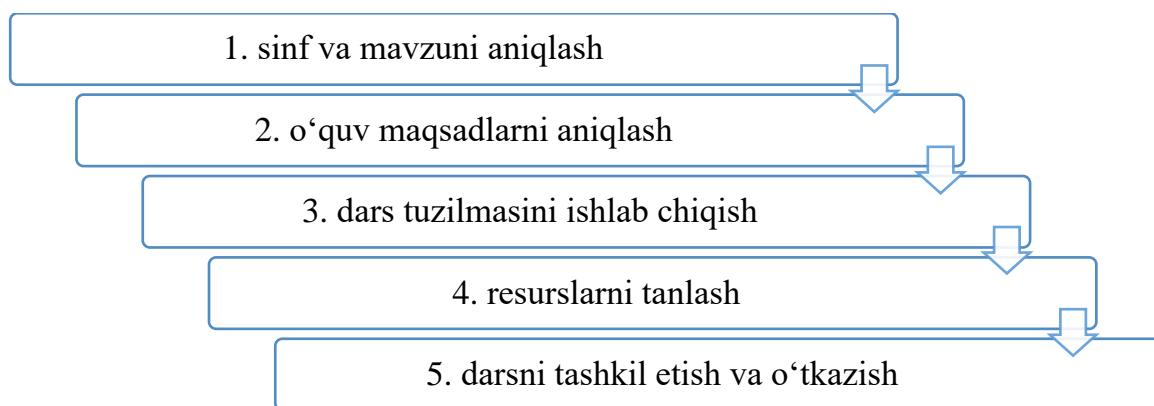 1. sinf va mavzuni aniqlash
2. o‘quv maqsadlarni aniqlash
3. dars tuzilmasini ishlab chiqish
4. resurslarni tanlash
5. darsni tashkil etish va o‘tkazish